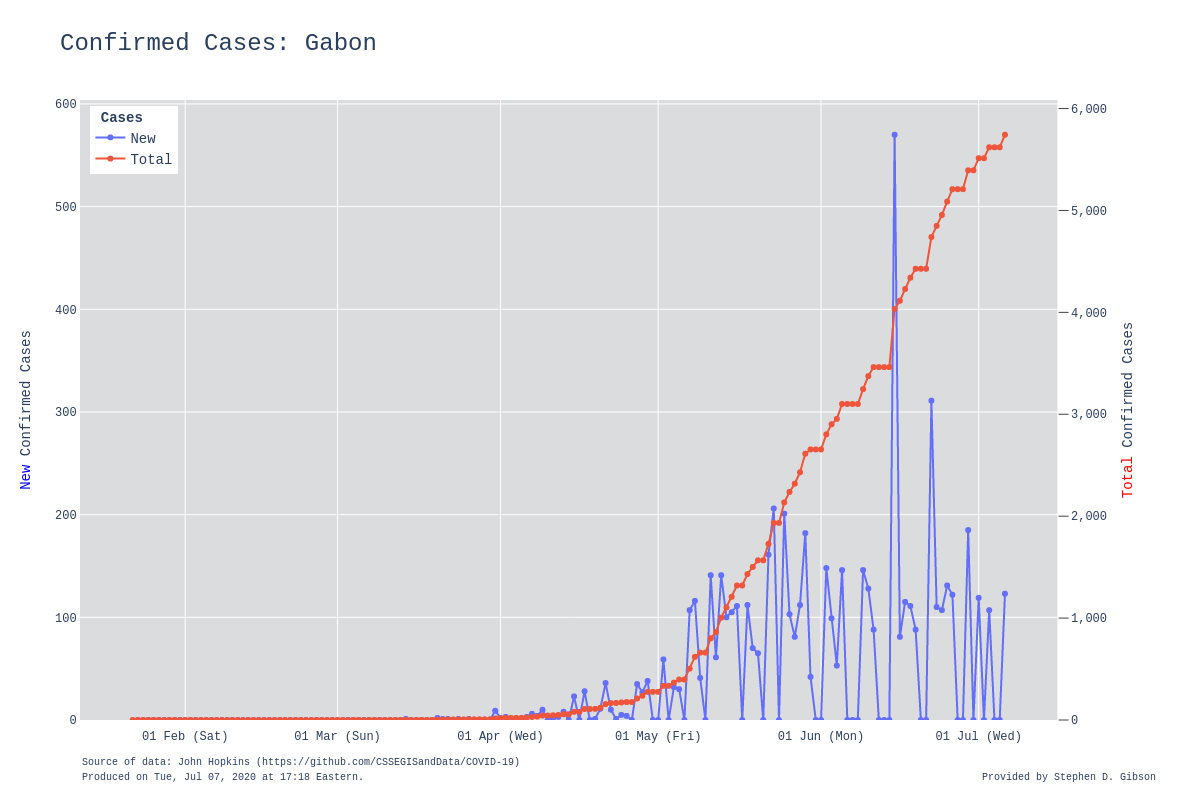 Confirmed Cases: Gabon
Cases
New
Total
600
500
400
300
200
100
0
6,000
5,000
4,000
3,000
2,000
1,000
0
New Confirmed Cases
Total Confirmed Cases
01 Feb (Sat)
01 Mar (Sun)
01 Apr (Wed)
01 May (Fri)
01 Jun (Mon)
01 Jul (Wed)
Source of data: John Hopkins (https://github.com/CSSEGISandData/COVID-19)
Produced on Tue, Jul 07, 2020 at 17:18 Eastern.
Provided by Stephen D. Gibson